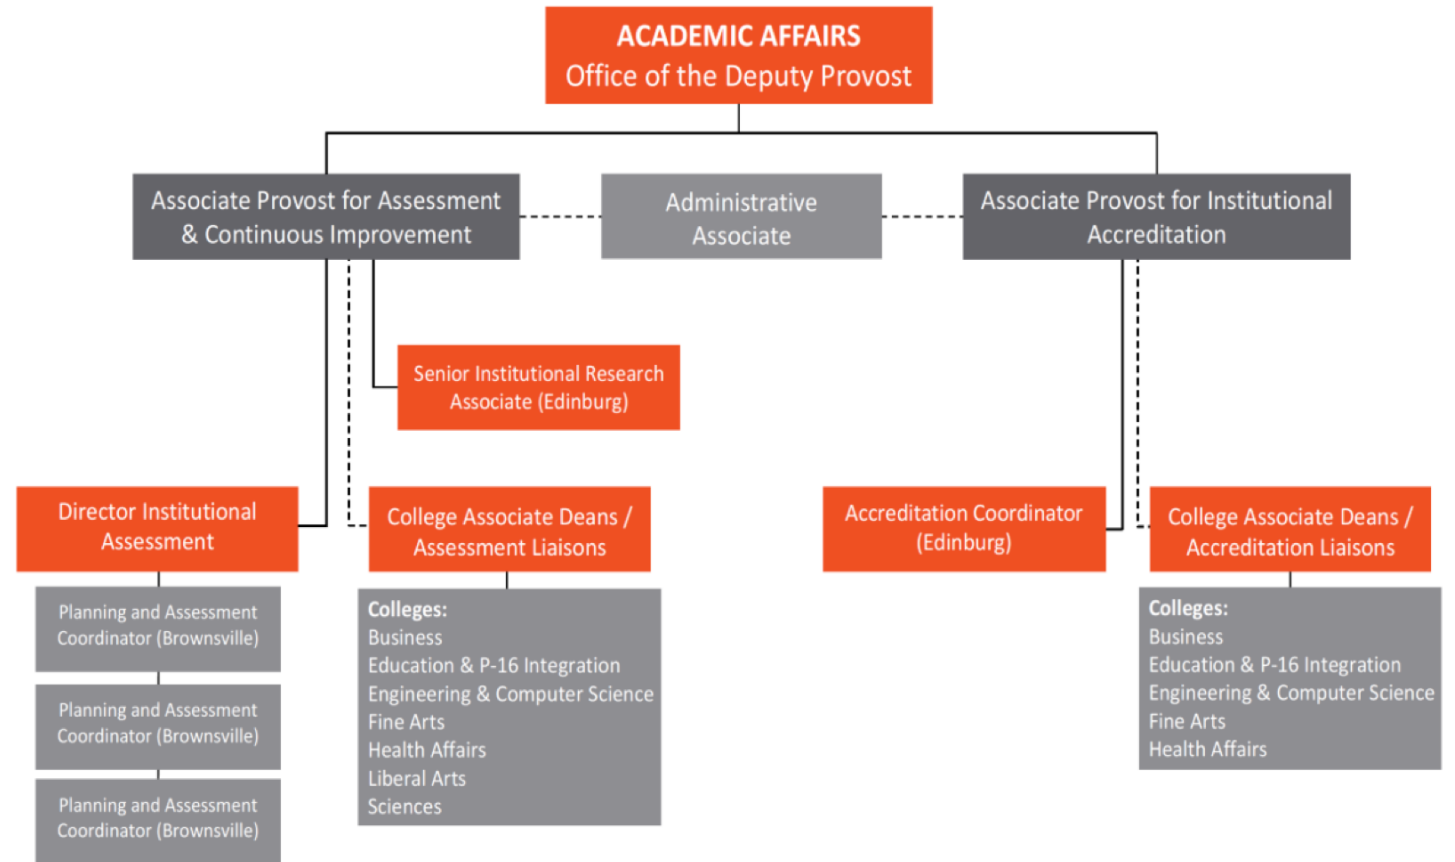 ACADEMIC AFFAIRS
Office of the Deputy Provost
Associate Provost for Assessment
& Continuous Improvement
Administrative
Associate
Associate Provost for Institutional
Accreditation
Senior Institutional Research
Associate (Edinburg)
Director Institutional
Assessment
College Associate Deans /
Assessment Liaisons
Accreditation Coordinator
(Edinburg)
College Associate Deans /
Accreditation Liaisons
Planning and Assessment
Coordinator (Brownsville)
Planning and Assessment
Coordinator (Brownsville)
Planning and Assessment
Coordinator (Brownsville)
Colleges:
Business
Education & P-16 Integration
Engineering & Computer Science
Fine Arts
Health Affairs
Liberal Arts
Sciences
Colleges:
Business
Education & P-16 Integration
Engineering & Computer Science
Fine Arts
Health Affairs